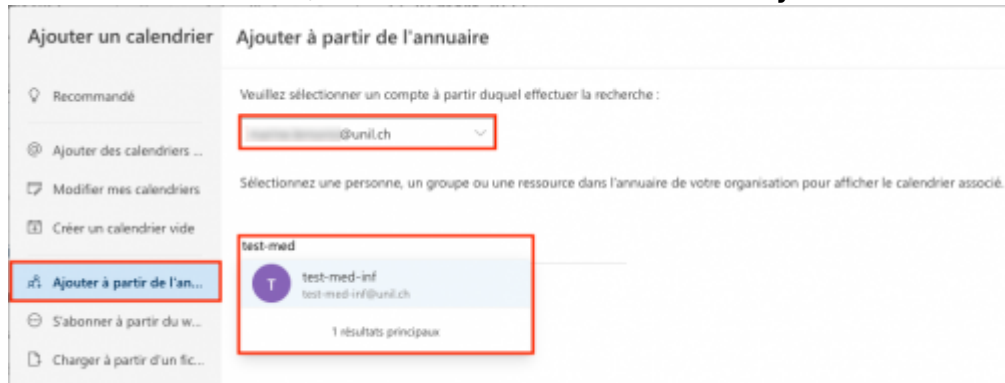 Ajouter un calendrier
Ajouter à partir de l'annuaire
Recommandé
Veuillez sélectionner un compte à partir duquel effectuer la recherche :
@unil.ch
Ajouter des calendriers ...
Modifier mes calendriers
Sélectionnez une personne, un groupe ou une ressource dans l'annuaire de votre organisation pour afficher le calendrier associé.
Créer un calendrier vide
test-med
Ajouter à partir de l'an...
T
test-med-inf
test-med-inf@unil.ch
S'abonner à partir du w...
1 résultats principaux
Charger à partir d'un fic...